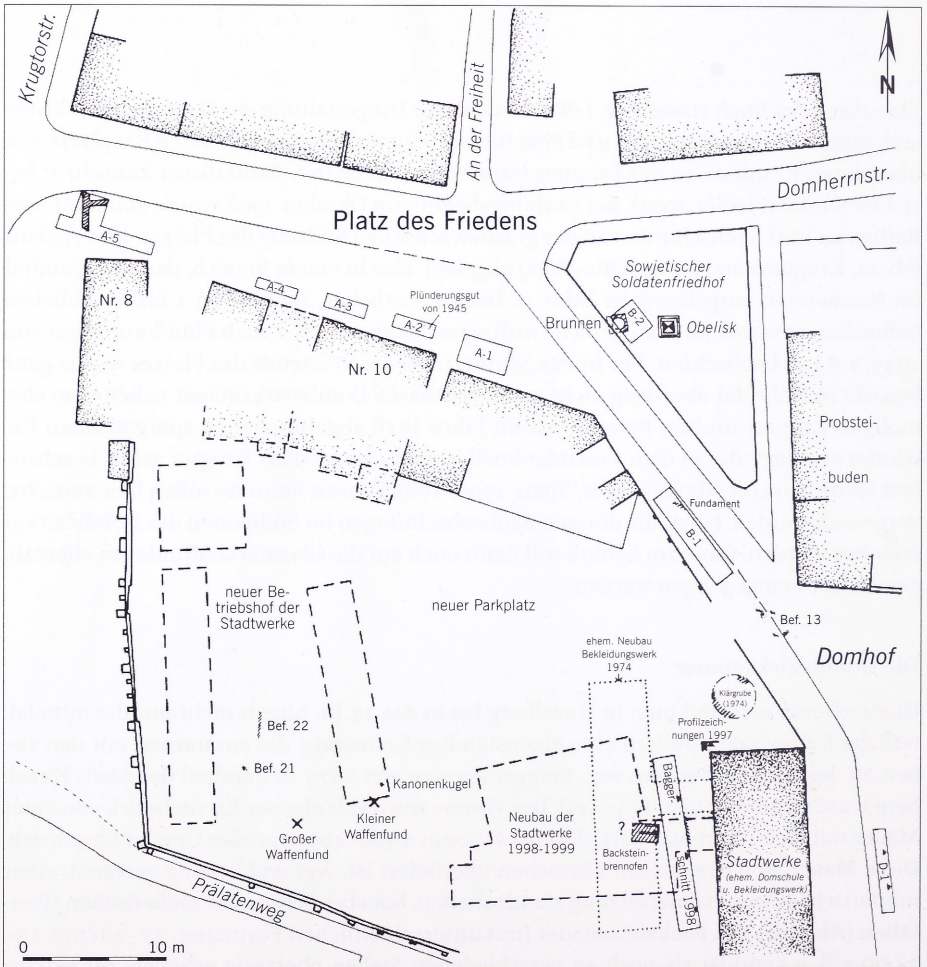 Krugtorstr.
An der Freiheit
N
Domherrnstr.
Platz des Friedens
A-5
Nr. 8
A-4
A-3
A-2
Plünderungsgut
von 1945
A-1
Nr. 10
Sowjetischer
Soldatenfriedhof
Brunnen
B-2
Obelisk
Probstei-
buden
Fundament
B-1
Bef. 13
Domhof
neuer Be-
triebshof der
Stadtwerke
neuer Parkplatz
ehem. Neubau
Bekleidungswerk
1974
Klärgrube
(1974)
Profilzeich-
nungen 1997
Bef. 22
Bef. 21
Kanonenkugel
Kleiner
Waffenfund
Großer
Waffenfund
Neubau der
Stadtwerke
1998-1999
?
Backstein-
brennofen
Bagger-
Schnitt 1996
Stadtwerke
(ehem. Domschule
u. Bekleidungswerk)
D-1
Prälatenweg
0 10 m